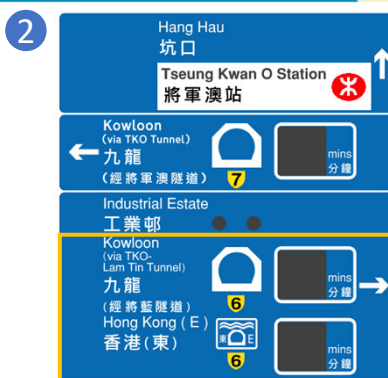 2
Hang Hau
坑口
Tseung Kwan O Station
將軍澳站
Kowloon
(via TKO Tunnel)
九龍
(經將軍澳隧道)
7
mins
分鐘
Industrial Estate
工業邨
Kowloon
(via TKO-
Lam Tin Tunnel)
九龍
(經將藍隧道)
6
mins
分鐘
Hong Kong ( E )
香港(東)
東 E
6
mins
分鐘